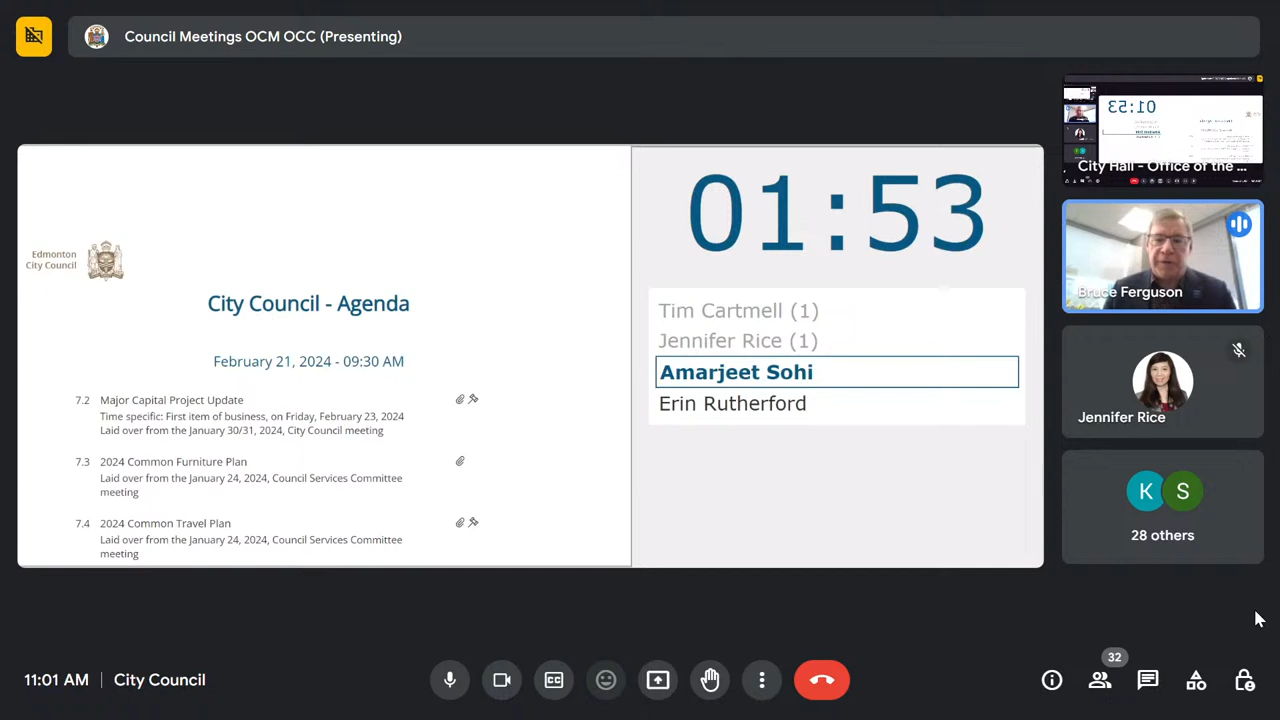 Council Meetings OCM OCC (Presenting)
Edmonton
City Council
City Council - Agenda
February 21, 2024 - 09:30 AM
7.2 Major Capital Project Update
Time specific: First item of business, on Friday, February 23, 2024
Laid over from the January 30/31, 2024, City Council meeting
7.3 2024 Common Furniture Plan
Laid over from the January 24, 2024, Council Services Committee
meeting
7.4 2024 Common Travel Plan
Laid over from the January 24, 2024, Council Services Committee
meeting
01:53
Tim Cartmell (1)
Jennifer Rice (1)
Amarjeet Sohi
Erin Rutherford
01:53
City Hall - Office of the ...
Bruce Ferguson
Jennifer Rice
K S
28 others
11:01 AM City Council
CC
32